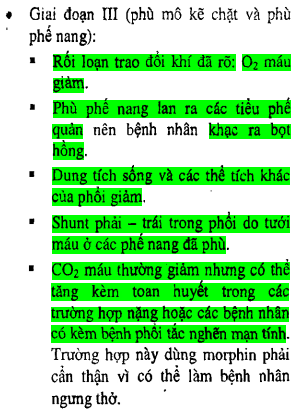 • Giai đoạn III (phù mô kẽ chặt và phù
phế nang):
▪ Rối loạn trao đổi khí đã rõ: O₂ máu
giảm.
▪ Phù phế nang lan ra các tiểu phế
quản nên bệnh nhân khạc ra bọt
hồng.
▪ Dung tích sống và các thể tích khác
của phổi giảm.
▪ Shunt phải – trái trong phổi do tưới
máu ở các phế nang đã phù.
▪ CO₂ máu thường giảm nhưng có thể
tăng kèm toan huyết trong các
trường hợp nặng hoặc các bệnh nhân
có kèm bệnh phổi tắc nghẽn mạn tính.
Trường hợp này dùng morphin phải
cẩn thận vì có thể làm bệnh nhân
ngưng thở.